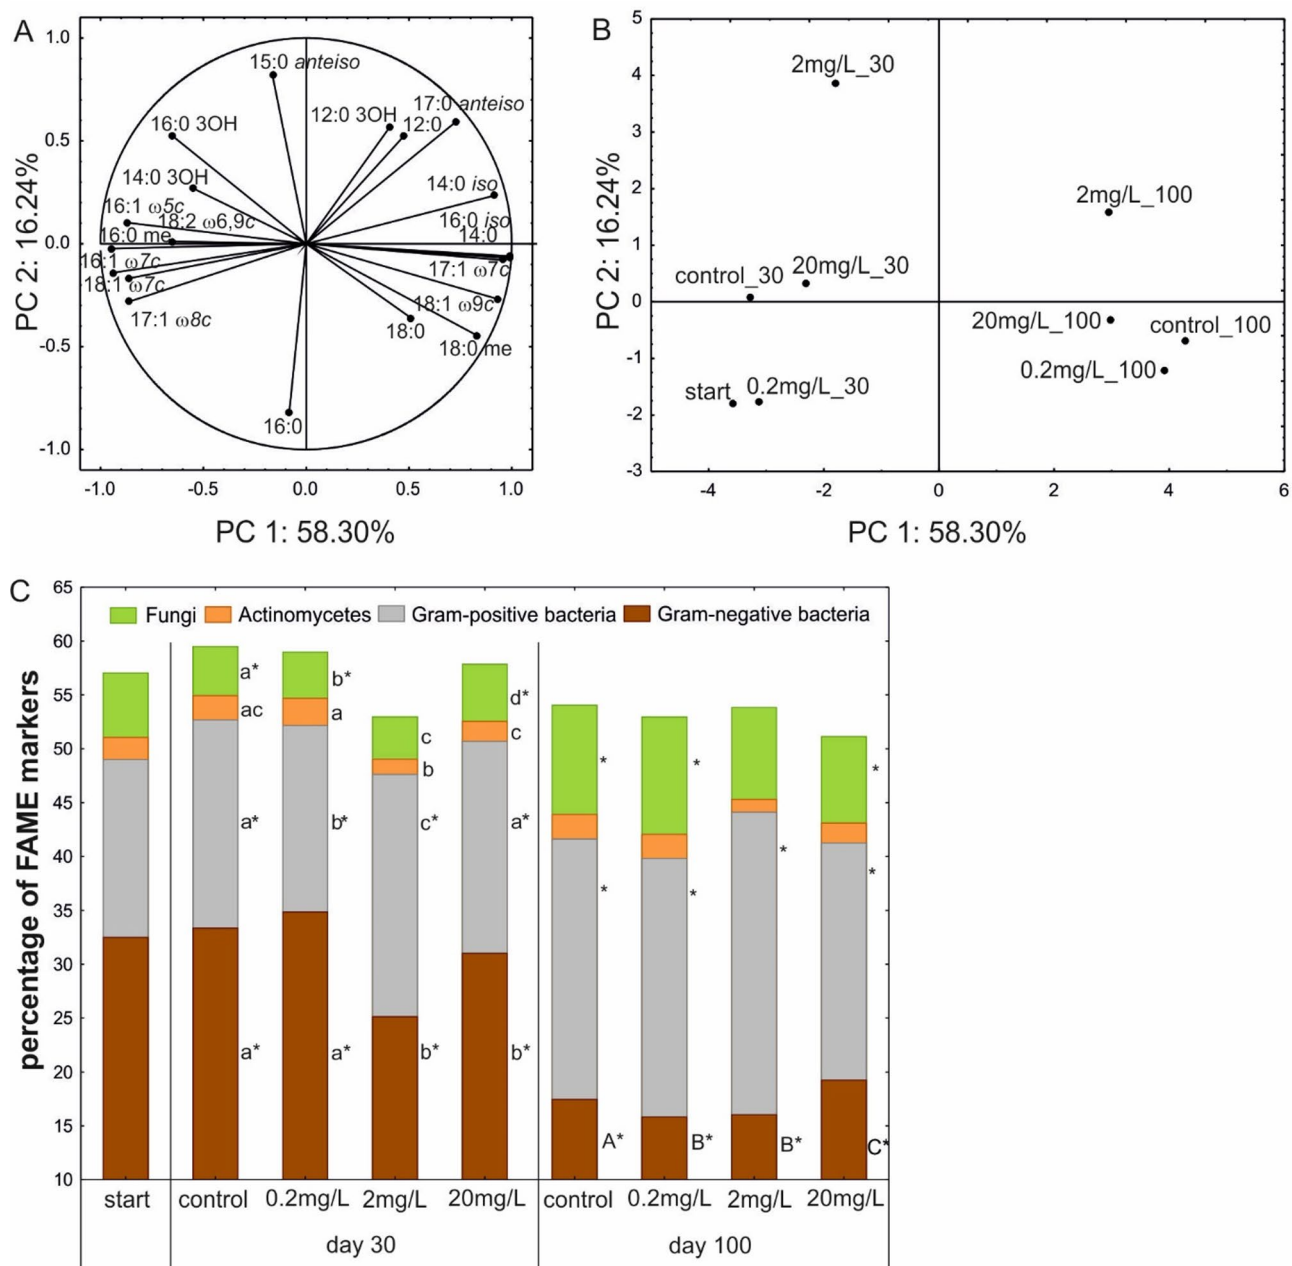 A
PC 2: 16.24%
1.0
0.5
0.0
-0.5
-1.0
15:0 anteiso
17:0 anteiso
12:0 3OH
12:0
16:0 3OH
14:0 3OH
14:0 iso
16:1 ω5c
18:2 ω6,9c
16:0 iso
16:0 me
14:0
16:1 ω7c
17:1 ω7c
18:1 ω7c
18:1 ω9c
17:1 ω8c
18:0
18:0 me
16:0
-1.0 -0.5 0.0 0.5 1.0
PC 1: 58.30%
B
PC 2: 16.24%
5
4
3
2
1
0
-1
-2
-3
2mg/L_30
2mg/L_100
control_30
20mg/L_30
20mg/L_100
control_100
0.2mg/L_100
start
0.2mg/L_30
-4 -2 0 2 4 6
PC 1: 58.30%
C
percentage of FAME markers
65
60
55
50
45
40
35
30
25
20
15
10
Fungi Actinomycetes Gram-positive bacteria Gram-negative bacteria
a* b* c d* * * *
ac a b c
a* b* c* a* * * * *
a* a* b* b* A* B* B* C*
start control 0.2mg/L 2mg/L 20mg/L control 0.2mg/L 2mg/L 20mg/L
day 30 day 100